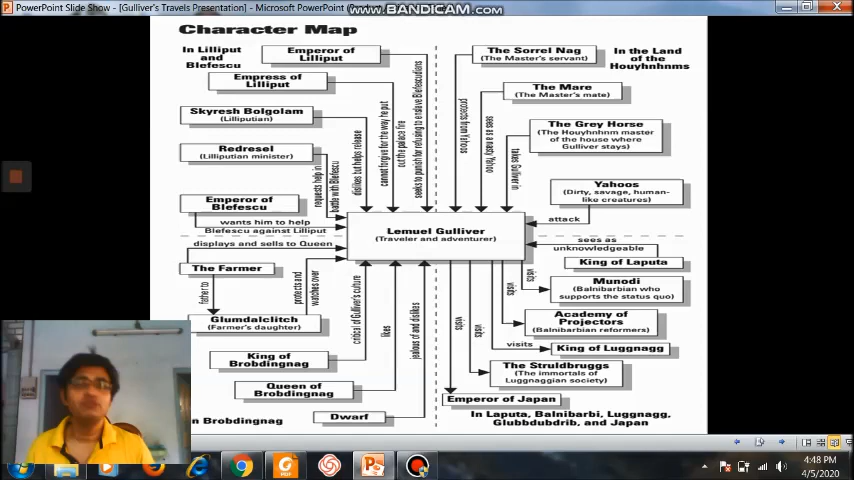 PowerPoint Slide Show - [Gulliver's Travels Presentation] - Microsoft PowerPoint
www.BANDICAM.com
Character Map
In Lilliput
and
Blefescu
Emperor of
Lilliput
Empress of
Lilliput
Skyresh Bolgolam
(Lilliputian)
Redresel
(Lilliputian minister)
Emperor of
Blefescu
wants him to help
Blefescu against Lilliput
requests help in
battle with Blefescu
dislikes but helps release
cannot forgive for the way he put
out the palace fire
seeks to punish for refusing to enslave Blefescudians
The Sorrel Nag
(The Master's servant)
In the Land
of the
Houyhnhnms
The Mare
(The Master's mate)
The Grey Horse
(The Houyhnhnm master
of the house where
Gulliver stays)
Yahoos
(Dirty, savage, human-
like creatures)
protects from Yahoos
sees as a nasty Yahoo
takes Gulliver in
attack
Lemuel Gulliver
(Traveler and adventurer)
displays and sells to Queen
The Farmer
father to
protects and
watches over
Glumdalclitch
(Farmer's daughter)
King of
Brobdingnag
Queen of
Brobdingnag
Dwarf
n Brobdingnag
critical of Gulliver's culture
likes
jealous of and dislikes
sees as
unknowledgeable
King of Laputa
Munodi
(Balnibarbian who
supports the status quo)
Academy of
Projectors
(Balnibarbian reformers)
visits
King of Luggnagg
The Struldbruggs
(The immortals of
Luggnaggian society)
Emperor of Japan
visits
visits
visits
visits
In Laputa, Balnibarbi, Luggnagg,
Glubbdubdrib, and Japan
4:48 PM
4/5/2020